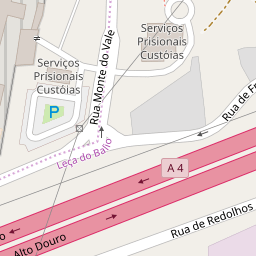 Serviços
Prisionais
Custóias
Serviços
Prisionais
Custóias
Rua Monte do Vale
P
Rua de
Leça do Balio
A 4
Alto Douro
Rua de Redolhos